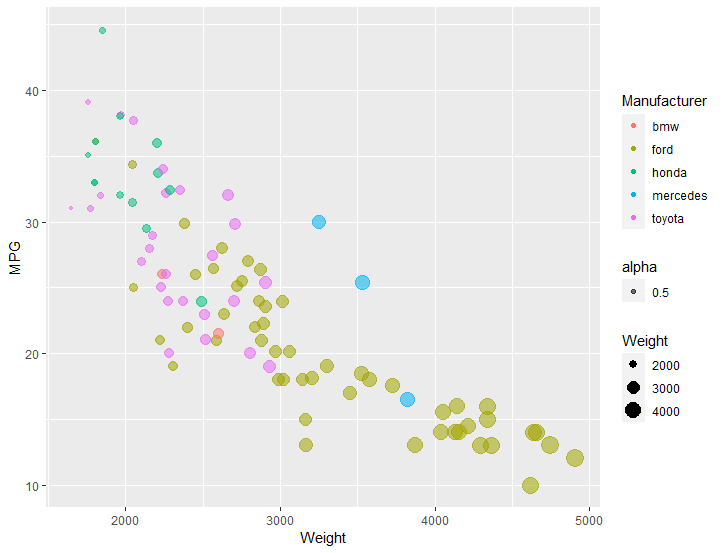 MPG
40
30
20
10
2000
3000
4000
5000
Weight
Manufacturer
bmw
ford
honda
mercedes
toyota
alpha
0.5
Weight
2000
3000
4000